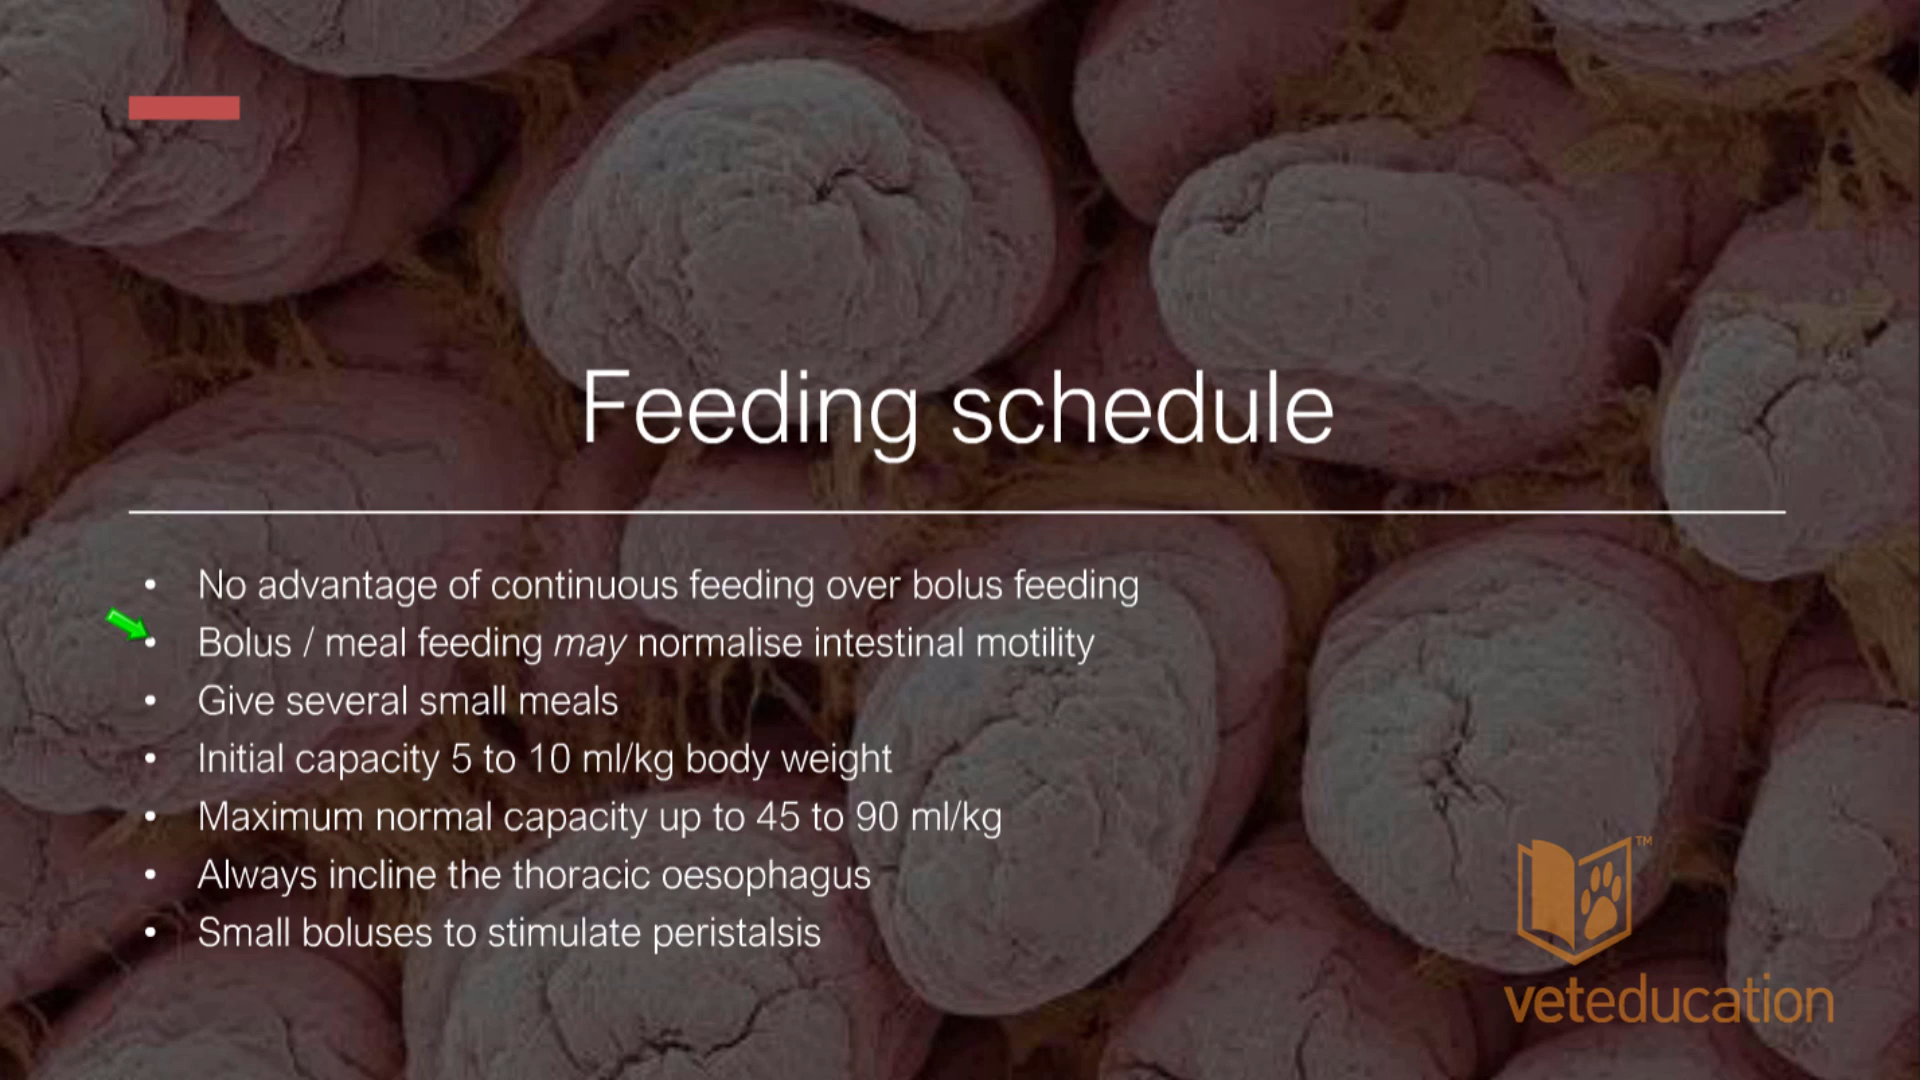 Feeding schedule
• No advantage of continuous feeding over bolus feeding
• Bolus / meal feeding may normalise intestinal motility
• Give several small meals
• Initial capacity 5 to 10 ml/kg body weight
• Maximum normal capacity up to 45 to 90 ml/kg
• Always incline the thoracic oesophagus
• Small boluses to stimulate peristalsis
™
veteducation